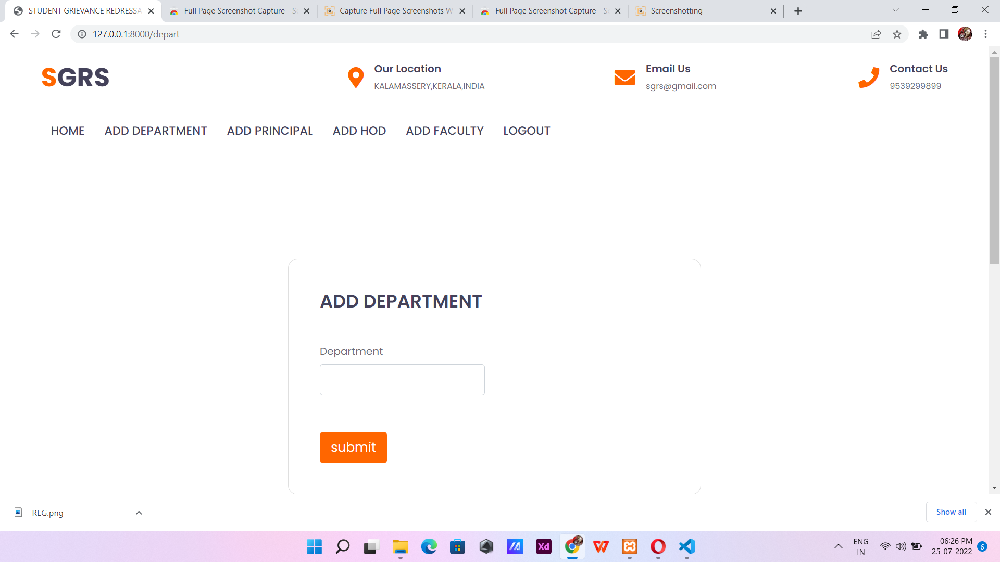 STUDENT GRIEVANCE REDRESSA
Full Page Screenshot Capture - S
Capture Full Page Screenshots W
Full Page Screenshot Capture - S
Screenshotting
127.0.0.1:8000/depart
SGRS
Our Location
KALAMASSERY,KERALA,INDIA
Email Us
sgrs@gmail.com
Contact Us
9539299899
HOME ADD DEPARTMENT ADD PRINCIPAL ADD HOD ADD FACULTY LOGOUT
ADD DEPARTMENT
Department
submit
REG.png
Show all
Xd
ENG
IN
06:26 PM
25-07-2022
6